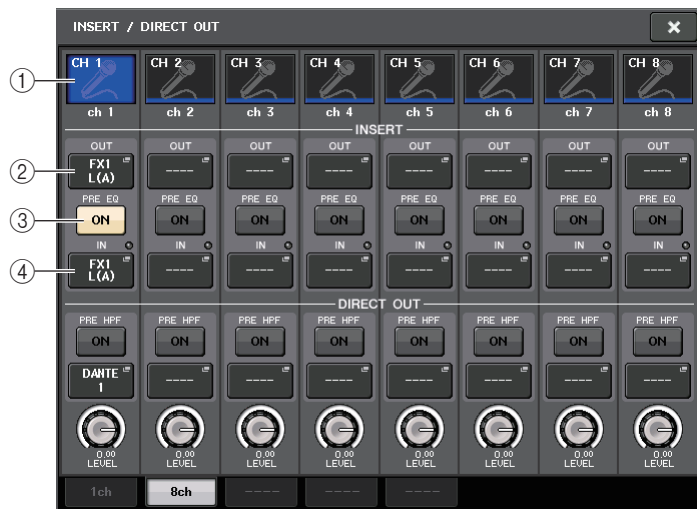 INSERT / DIRECT OUT
CH 1 CH 2 CH 3 CH 4 CH 5 CH 6 CH 7 CH 8
1
ch 1 ch 2 ch 3 ch 4 ch 5 ch 6 ch 7 ch 8
INSERT
OUT OUT OUT OUT OUT OUT OUT OUT
2
FX1 L(A) ---- ---- ---- ---- ---- ---- ----
PRE EQ PRE EQ PRE EQ PRE EQ PRE EQ PRE EQ PRE EQ PRE EQ
3
ON ON ON ON ON ON ON ON
IN IN IN IN IN IN IN IN
4
FX1 L(A) ---- ---- ---- ---- ---- ---- ----
DIRECT OUT
PRE HPF PRE HPF PRE HPF PRE HPF PRE HPF PRE HPF PRE HPF PRE HPF
ON ON ON ON ON ON ON ON
DANTE 1 ---- ---- ---- ---- ---- ---- ----
0.00 0.00 0.00 0.00 0.00 0.00 0.00 0.00
LEVEL LEVEL LEVEL LEVEL LEVEL LEVEL LEVEL LEVEL
1ch 8ch ---- ---- ----